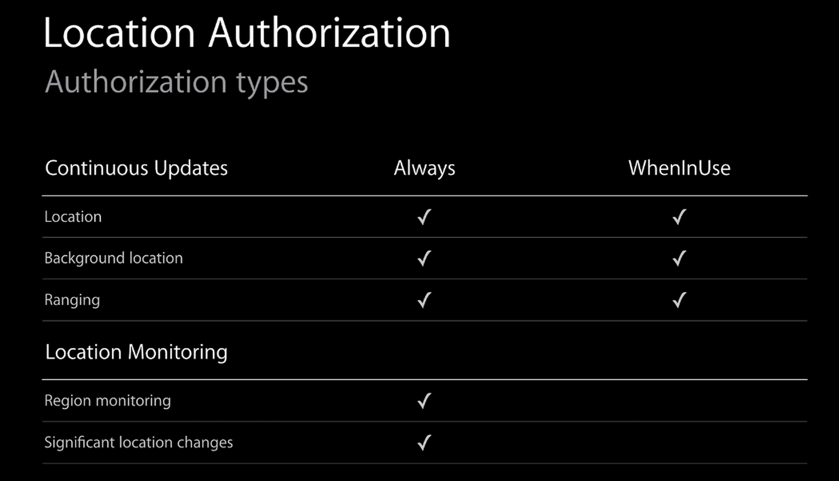 Location Authorization
Authorization types
Continuous Updates Always WhenInUse
Location ✓ ✓
Background location ✓ ✓
Ranging ✓ ✓
Location Monitoring
Region monitoring ✓
Significant location changes ✓